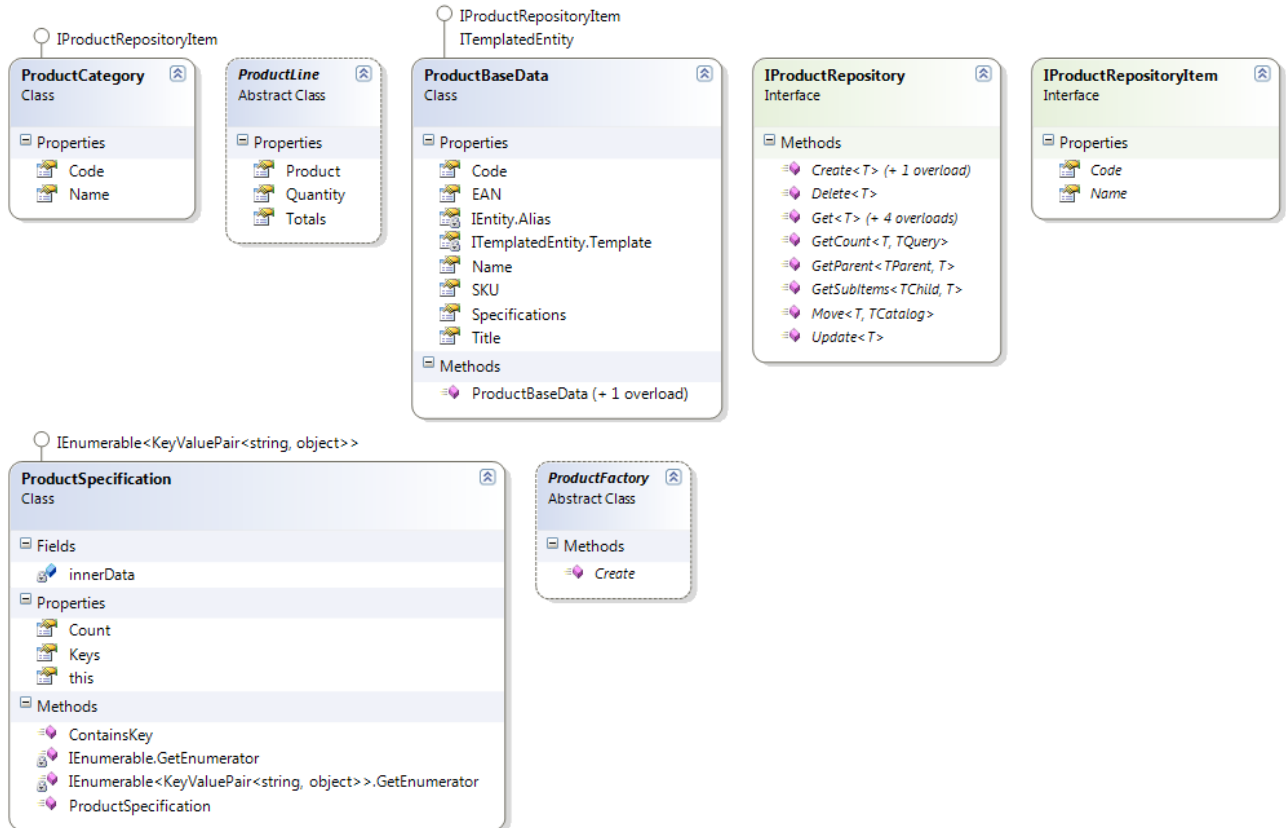 IProductRepositoryItem
ProductCategory
Class
Properties
Code
Name
ProductLine
Abstract Class
Properties
Product
Quantity
Totals
IProductRepositoryItem
ITemplatedEntity
ProductBaseData
Class
Properties
Code
EAN
IEntity.Alias
ITemplatedEntity.Template
Name
SKU
Specifications
Title
Methods
ProductBaseData (+ 1 overload)
IProductRepository
Interface
Methods
Create<T> (+ 1 overload)
Delete<T>
Get<T> (+ 4 overloads)
GetCount<T, TQuery>
GetParent<TParent, T>
GetSubItems<TChild, T>
Move<T, TCatalog>
Update<T>
IProductRepositoryItem
Interface
Properties
Code
Name
IEnumerable<KeyValuePair<string, object>>
ProductSpecification
Class
Fields
innerData
Properties
Count
Keys
this
Methods
ContainsKey
IEnumerable.GetEnumerator
IEnumerable<KeyValuePair<string, object>>.GetEnumerator
ProductSpecification
ProductFactory
Abstract Class
Methods
Create